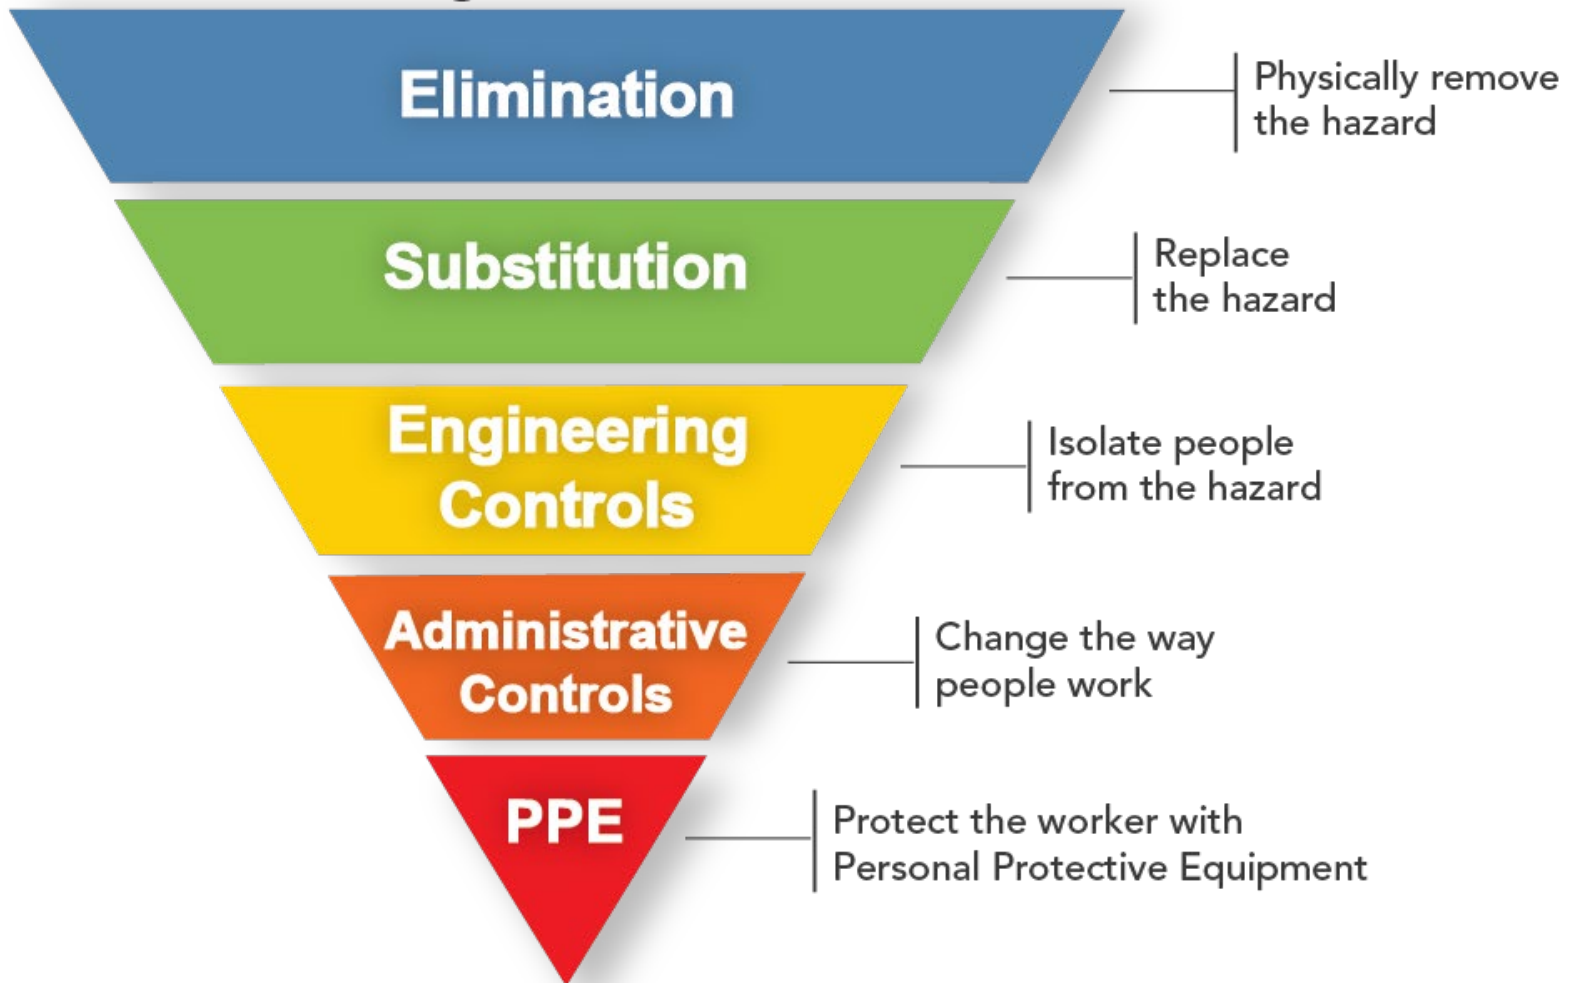 Elimination
Physically remove
the hazard
Substitution
Replace
the hazard
Engineering
Controls
Isolate people
from the hazard
Administrative
Controls
Change the way
people work
PPE
Protect the worker with
Personal Protective Equipment